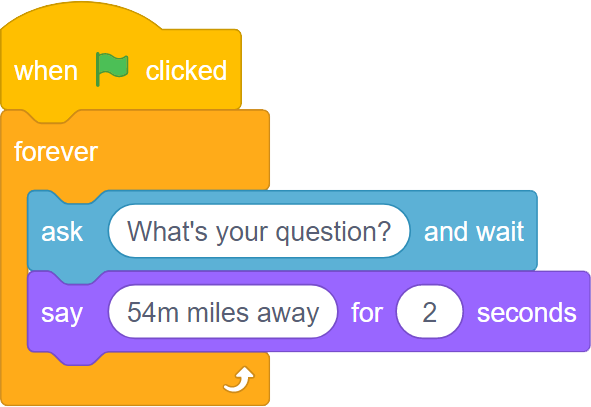 when clicked
forever
ask What's your question? and wait
say 54m miles away for 2 seconds